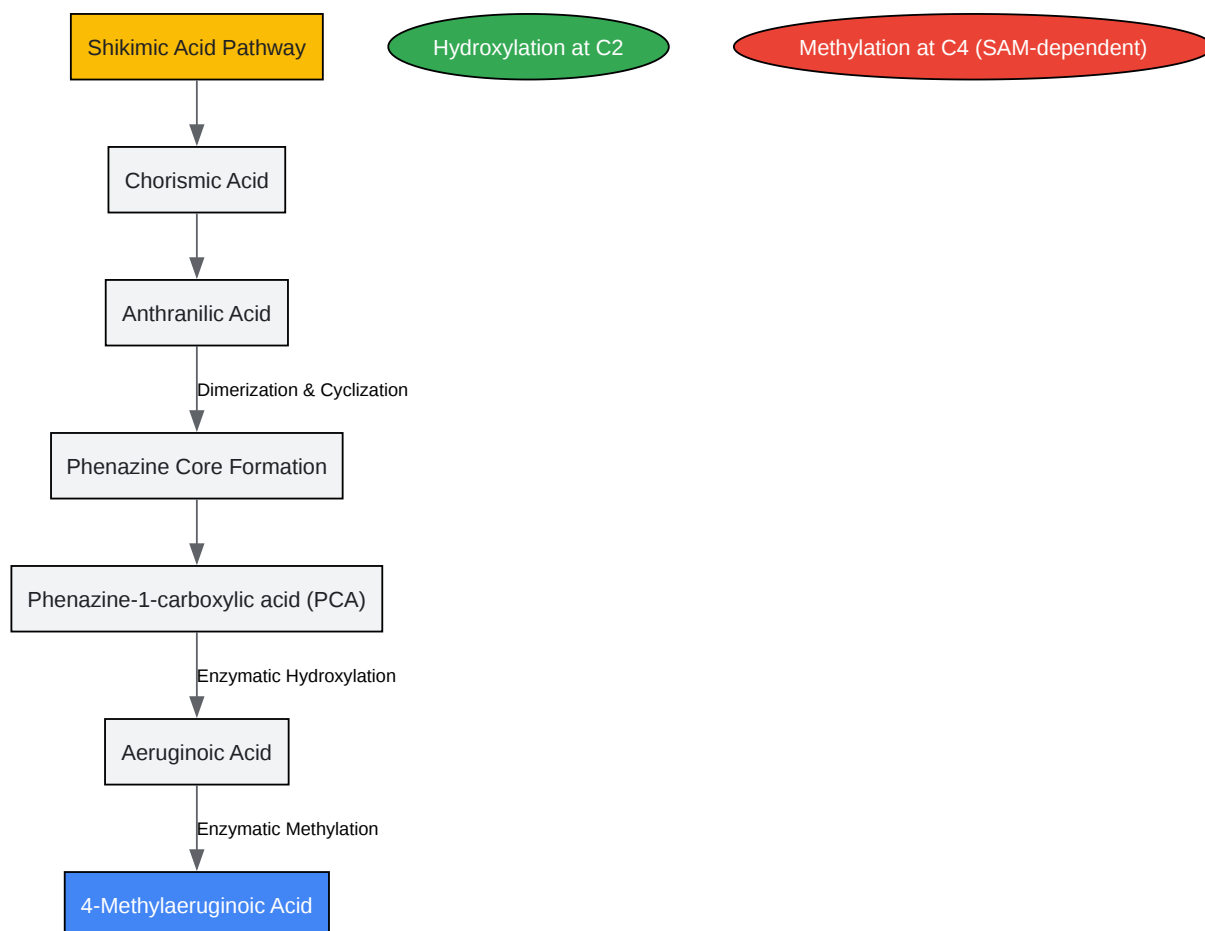 Shikimic Acid Pathway
Hydroxylation at C2
Methylation at C4 (SAM-dependent)
Chorismic Acid
Anthranilic Acid
Dimerization & Cyclization
Phenazine Core Formation
Phenazine-1-carboxylic acid (PCA)
Enzymatic Hydroxylation
Aeruginoic Acid
Enzymatic Methylation
4-Methylaeruginoic Acid